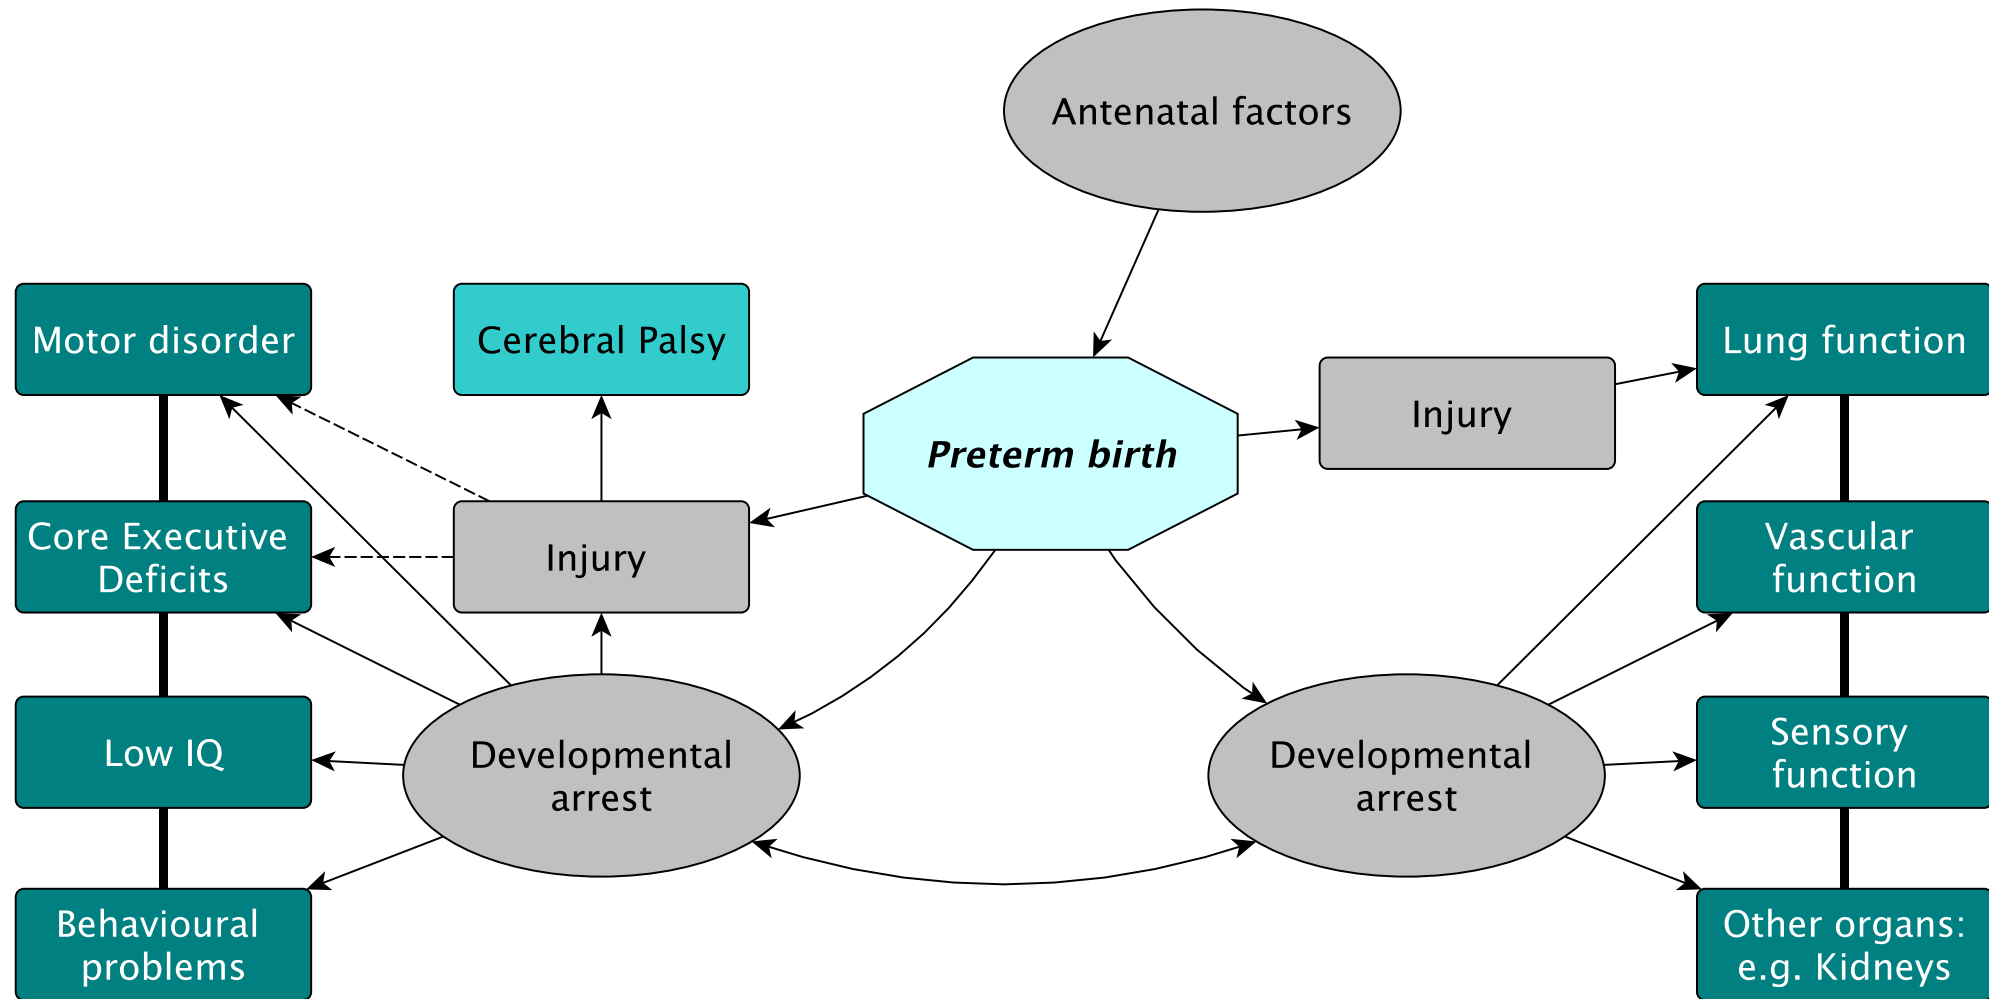 Antenatal factors
Motor disorder
Cerebral Palsy
Lung function
Preterm birth
Injury
Core Executive
Deficits
Injury
Vascular
function
Low IQ
Developmental
arrest
Developmental
arrest
Sensory
function
Behavioural
problems
Other organs:
e.g. Kidneys